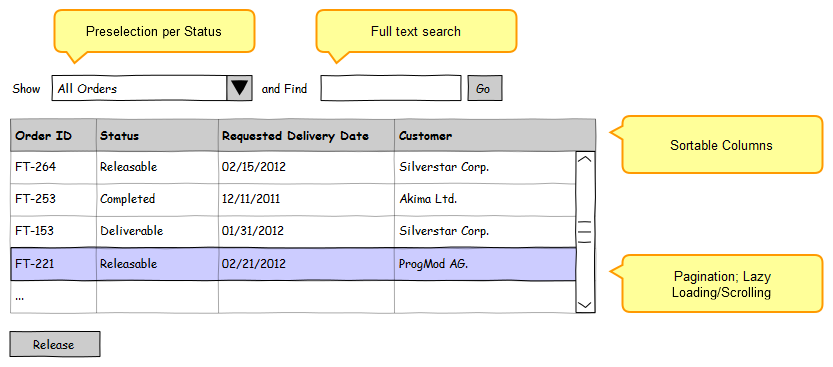 Preselection per Status
Full text search
Show All Orders and Find Go
Order ID Status Requested Delivery Date Customer
Sortable Columns
FT-264 Releasable 02/15/2012 Silverstar Corp.
FT-253 Completed 12/11/2011 Akima Ltd.
FT-153 Deliverable 01/31/2012 Silverstar Corp.
FT-221 Releasable 02/21/2012 ProgMod AG.
Pagination; Lazy
Loading/Scrolling
...
Release